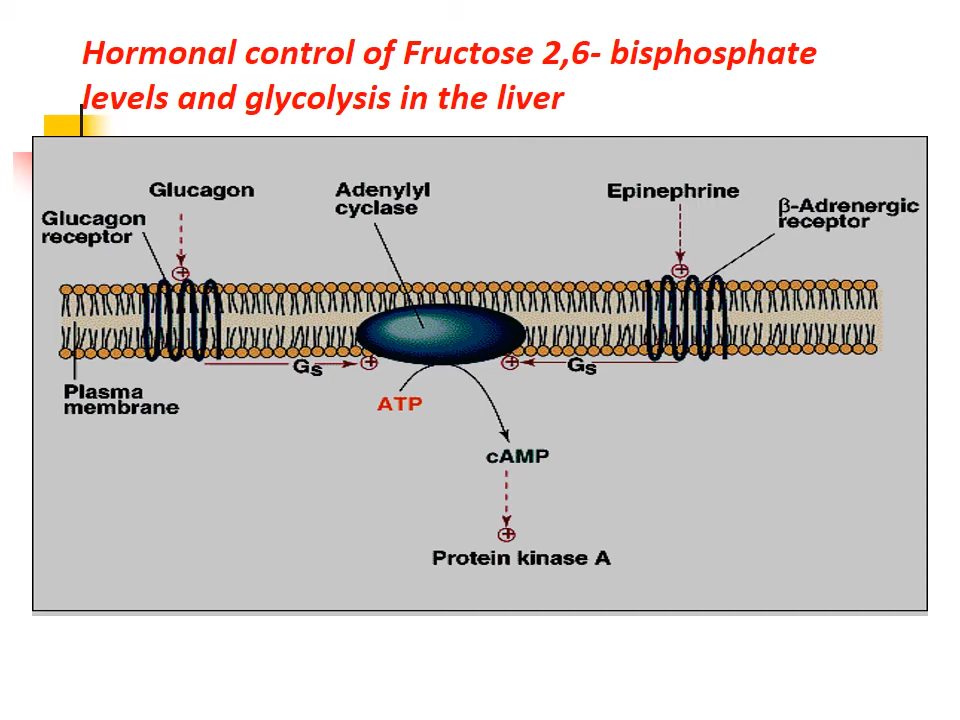 Hormonal control of Fructose 2,6- bisphosphate
levels and glycolysis in the liver
Glucagon
Adenylyl
cyclase
Epinephrine
β-Adrenergic
receptor
Glucagon
receptor
Gs
Gs
Plasma
membrane
ATP
cAMP
Protein kinase A